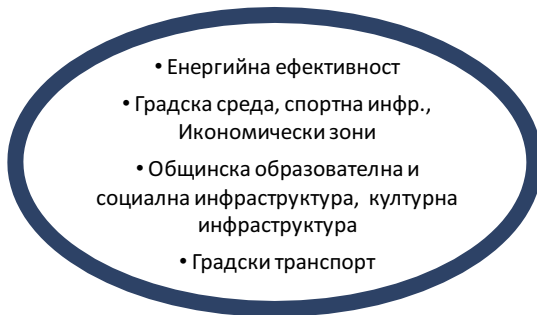 • Енергийна ефективност
• Градска среда, спортна инфр.,
Икономически зони
• Общинска образователна и
социална инфраструктура, културна
инфраструктура
• Градски транспорт